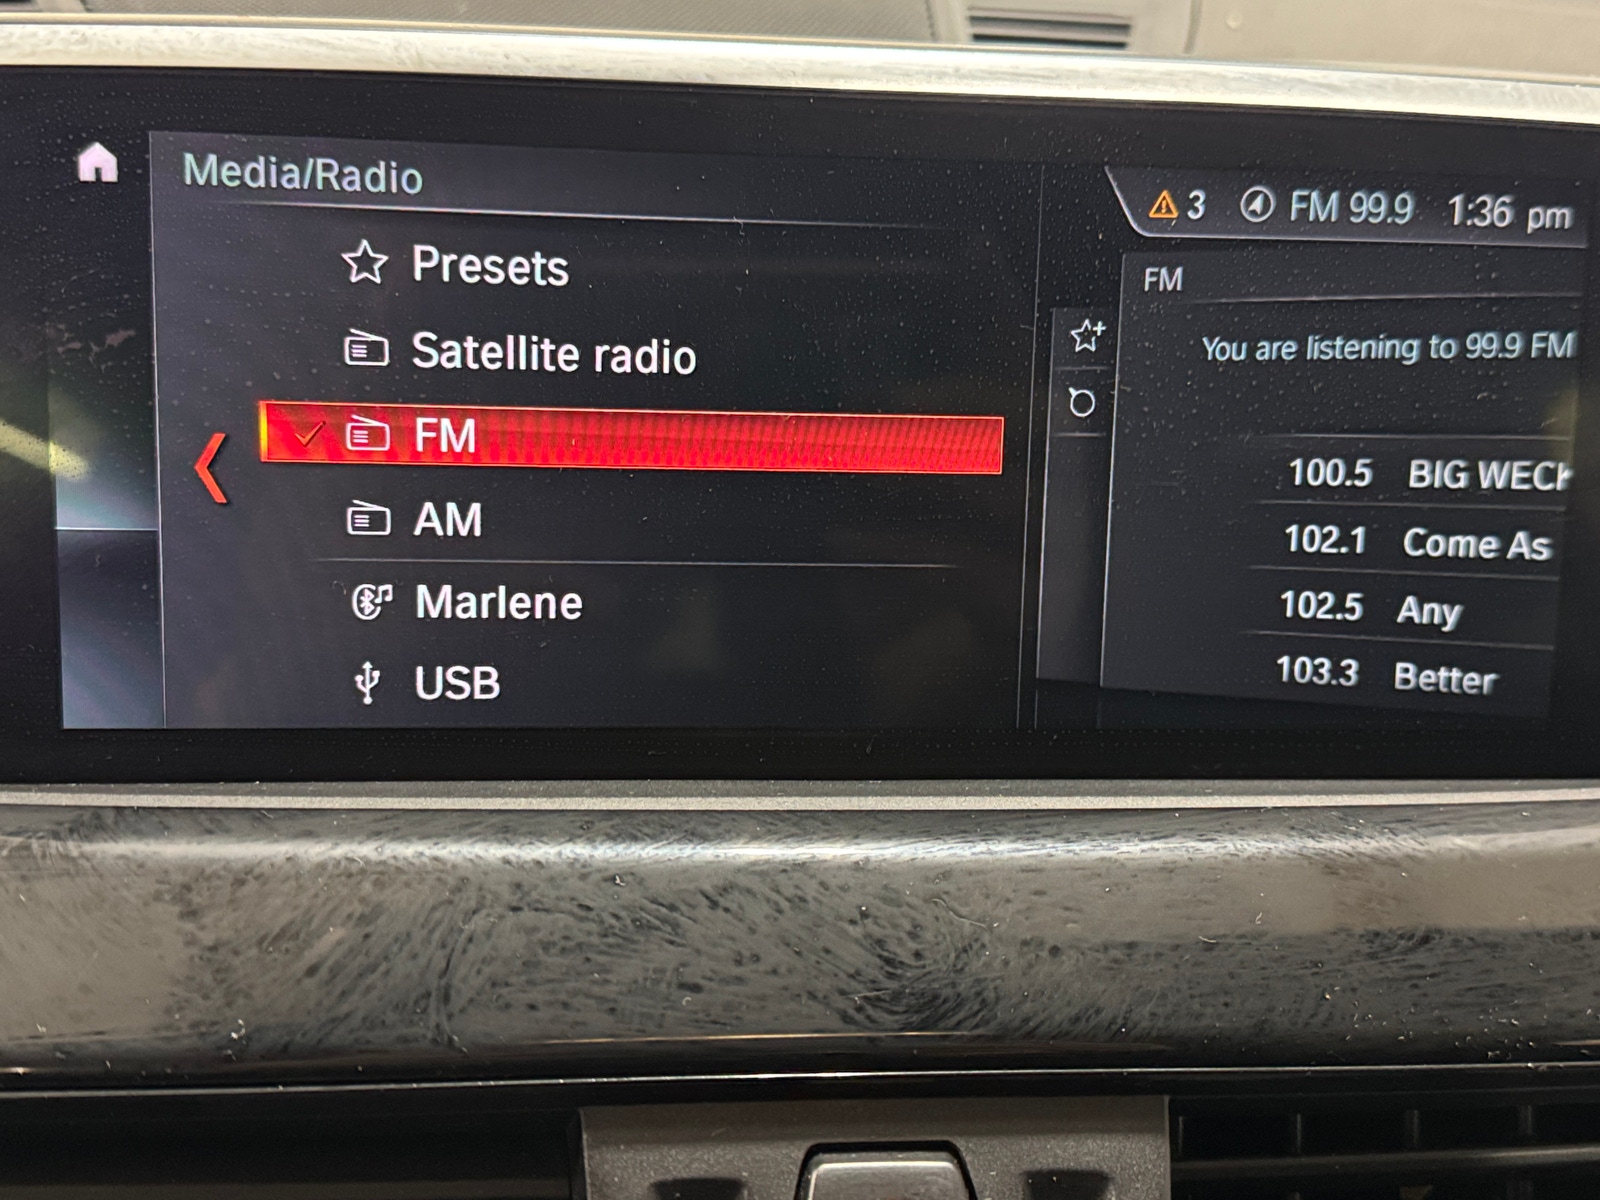 Media/Radio
Presets
Satellite radio
FM
AM
Marlene
USB
3 FM 99.9 1:36 pm
FM
You are listening to 99.9 FM
100.5 BIG
102.1 Come As
102.5 Any
103.3 Better